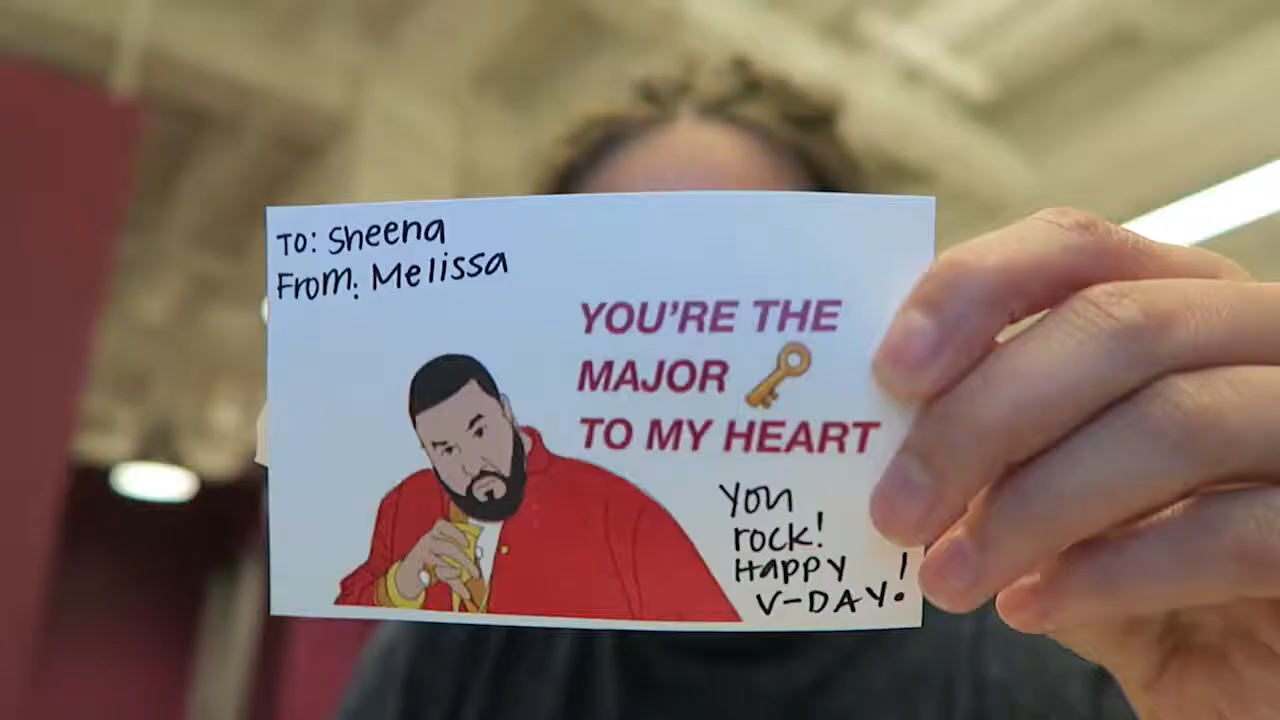 TO: Sheena
From: Melissa
YOU'RE THE
MAJOR
TO MY HEART
You
rock!
Happy
V-DAY!